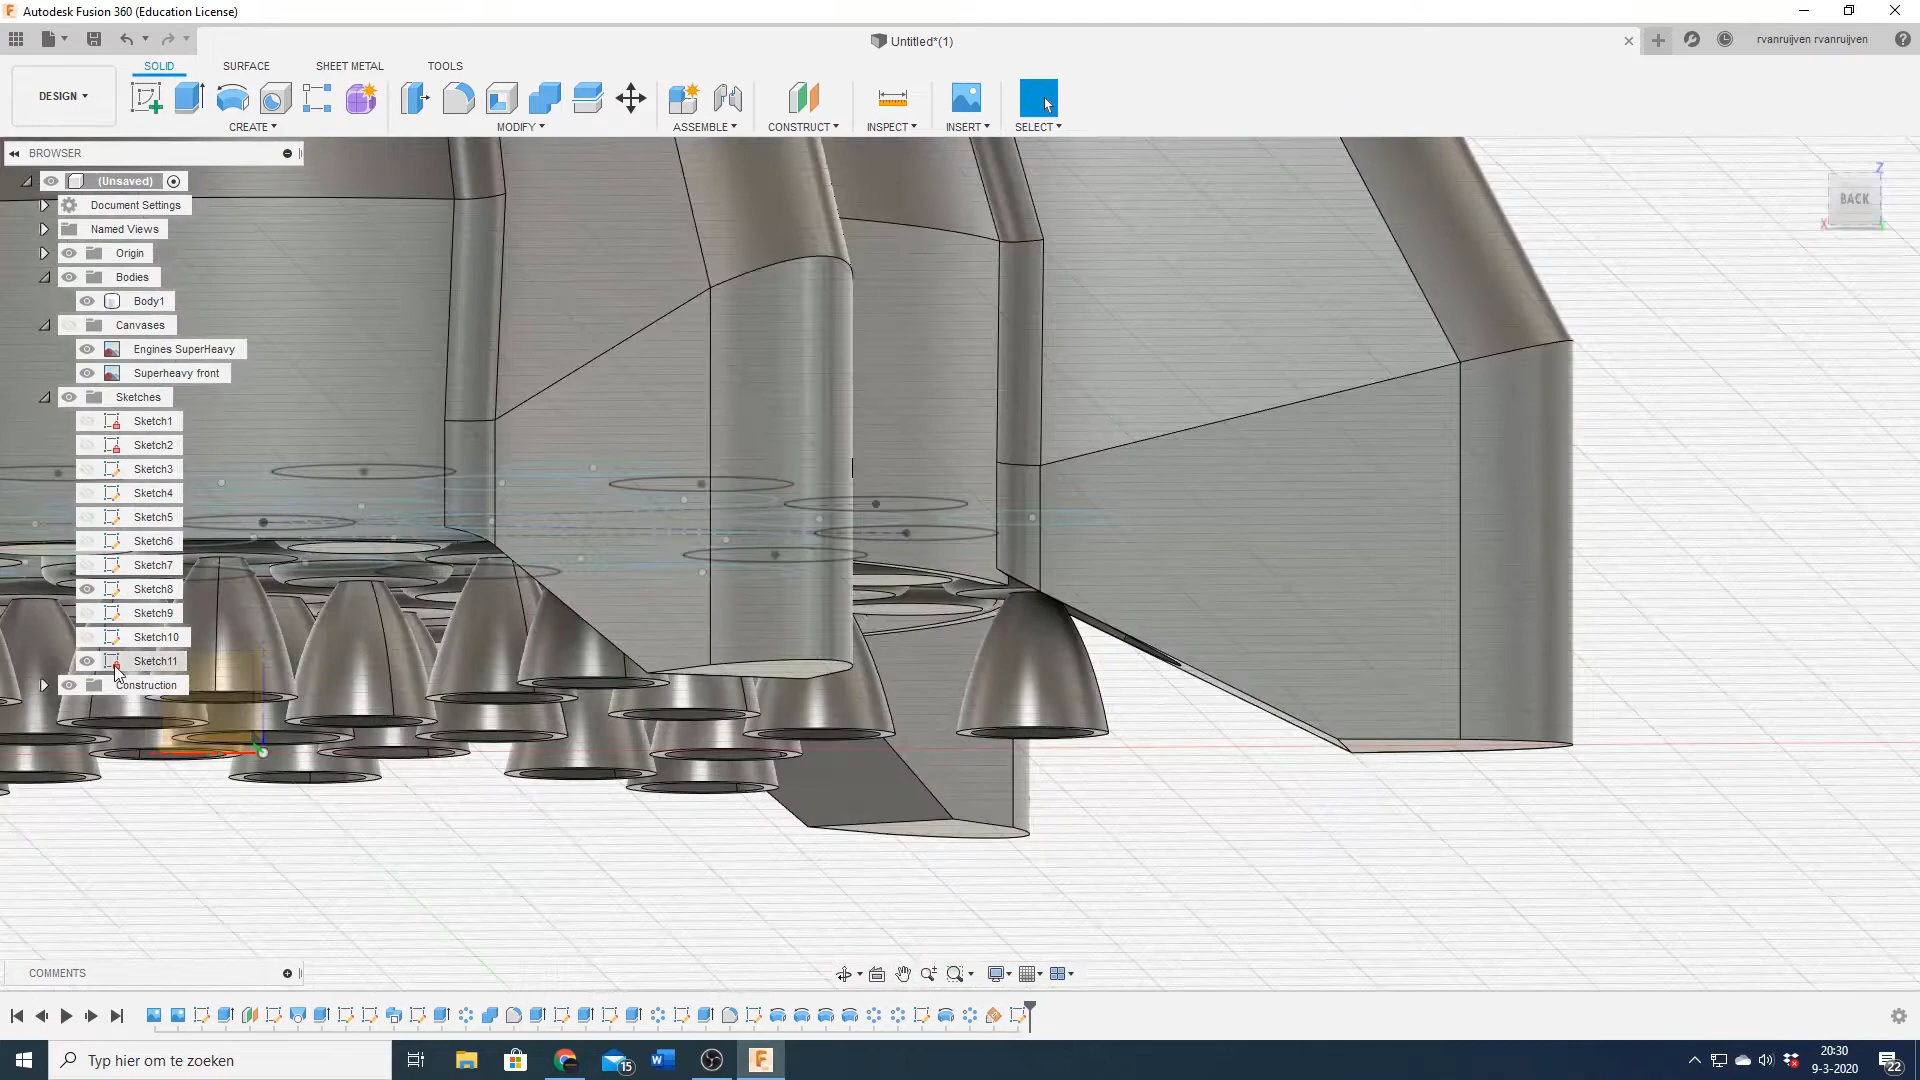 Autodesk Fusion 360 (Education License)
Untitled*(1)
rvanruijven rvanruijven
SOLID SURFACE SHEET METAL TOOLS
DESIGN
CREATE MODIFY ASSEMBLE CONSTRUCT INSPECT INSERT SELECT
BROWSER
(Unsaved)
Document Settings
Named Views
Origin
Bodies
Body1
Canvases
Engines SuperHeavy
Superheavy front
Sketches
Sketch1
Sketch2
Sketch3
Sketch4
Sketch5
Sketch6
Sketch7
Sketch8
Sketch9
Sketch10
Sketch11
Construction
Z
BACK
X
COMMENTS
Typ hier om te zoeken
15
20:30
9-3-2020
22